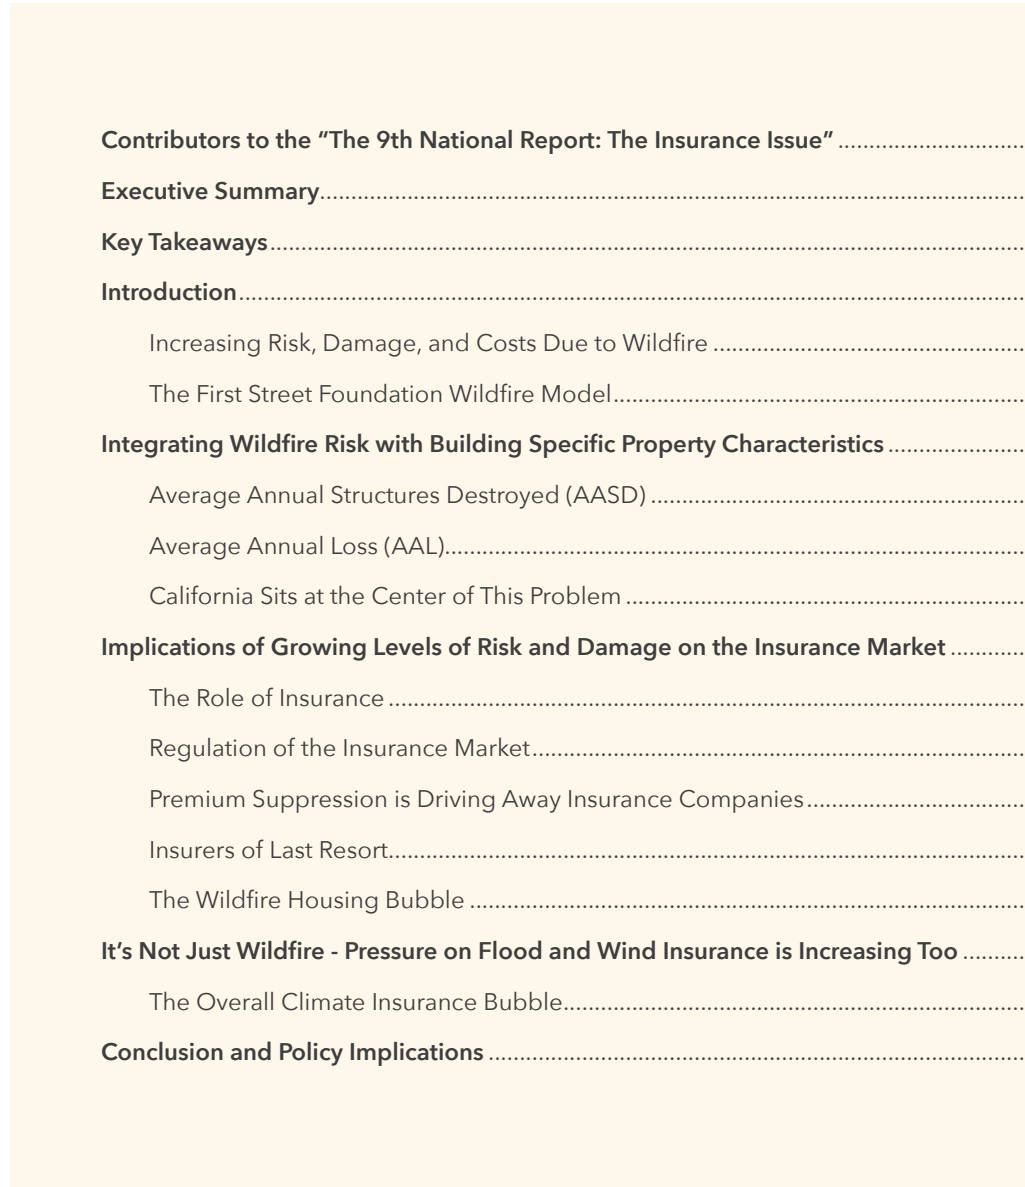 Contributors to the “The 9th National Report: The Insurance Issue”
Executive Summary
Key Takeaways
Introduction
Increasing Risk, Damage, and Costs Due to Wildfire
The First Street Foundation Wildfire Model
Integrating Wildfire Risk with Building Specific Property Characteristics
Average Annual Structures Destroyed (AASD)
Average Annual Loss (AAL)
California Sits at the Center of This Problem
Implications of Growing Levels of Risk and Damage on the Insurance Market
The Role of Insurance
Regulation of the Insurance Market
Premium Suppression is Driving Away Insurance Companies
Insurers of Last Resort
The Wildfire Housing Bubble
It’s Not Just Wildfire - Pressure on Flood and Wind Insurance is Increasing Too
The Overall Climate Insurance Bubble
Conclusion and Policy Implications